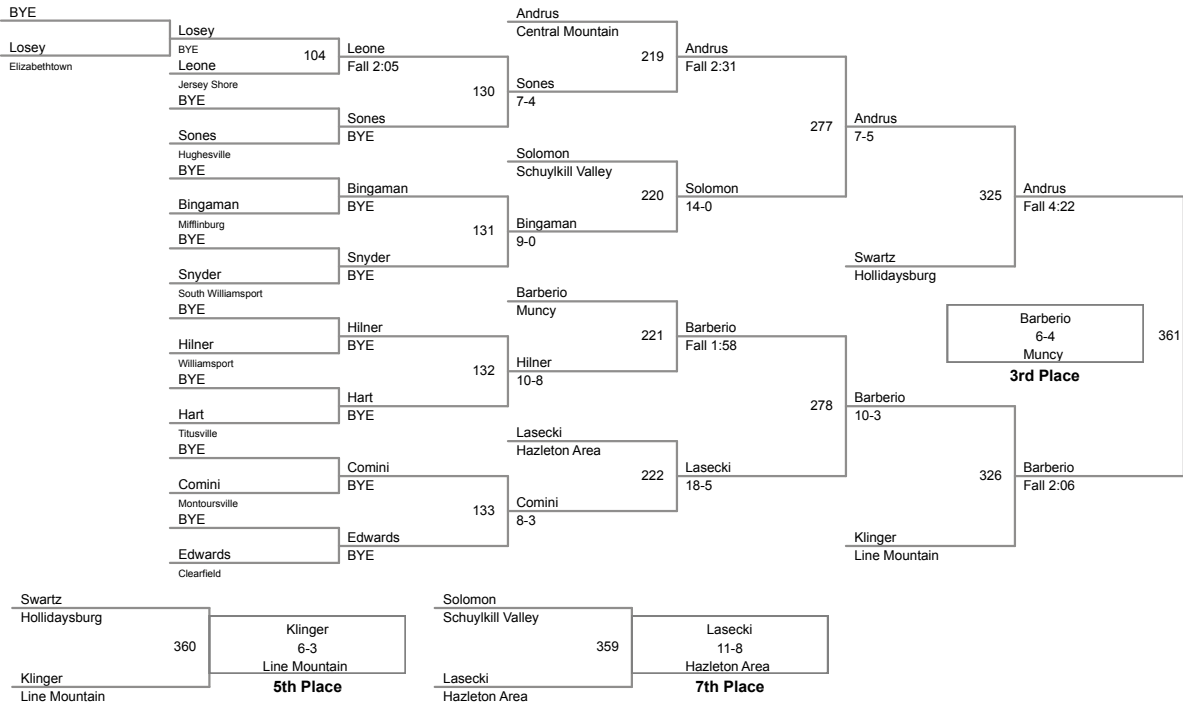 BYE
Losey
Elizabethtown
Losey
BYE
104
Leone
Jersey Shore
BYE
Sones
Hughesville
BYE
Bingaman
Mifflinburg
BYE
Snyder
South Williamsport
BYE
Hilner
Williamsport
BYE
Hart
Titusville
BYE
Comini
Montoursville
BYE
Edwards
Clearfield
Leone
Fall 2:05
130
Sones
BYE
Bingaman
BYE
131
Snyder
BYE
Hilner
BYE
132
Hart
BYE
Comini
BYE
133
Edwards
BYE
Andrus
Central Mountain
219
Sones
7-4
Solomon
Schuylkill Valley
220
Bingaman
9-0
Barberio
Muncy
221
Hilner
10-8
Lasecki
Hazleton Area
222
Comini
8-3
Andrus
Fall 2:31
277
Solomon
14-0
Barberio
Fall 1:58
278
Lasecki
18-5
Andrus
7-5
325
Swartz
Hollidaysburg
Barberio
10-3
326
Klinger
Line Mountain
Andrus
Fall 4:22
Barberio
6-4
Muncy
361
3rd Place
Barberio
Fall 2:06
Swartz
Hollidaysburg
360
Klinger
Line Mountain
Klinger
6-3
Line Mountain
5th Place
Solomon
Schuylkill Valley
359
Lasecki
Hazleton Area
Lasecki
11-8
Hazleton Area
7th Place